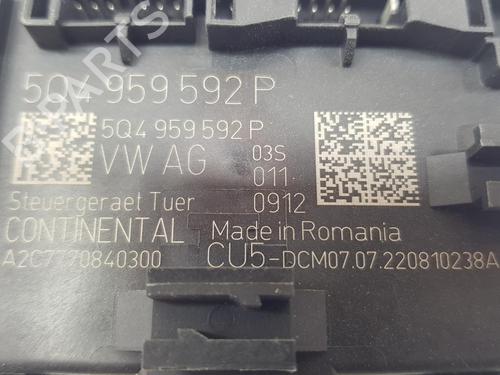 5Q4 959 592 P
5Q4 959 592 P
VW AG
03S
011
Steuergeraet Tuer
0912
CONTINENTAL
Made in Romania
A2C7770840300
CU5-DCM07.07.220810238A